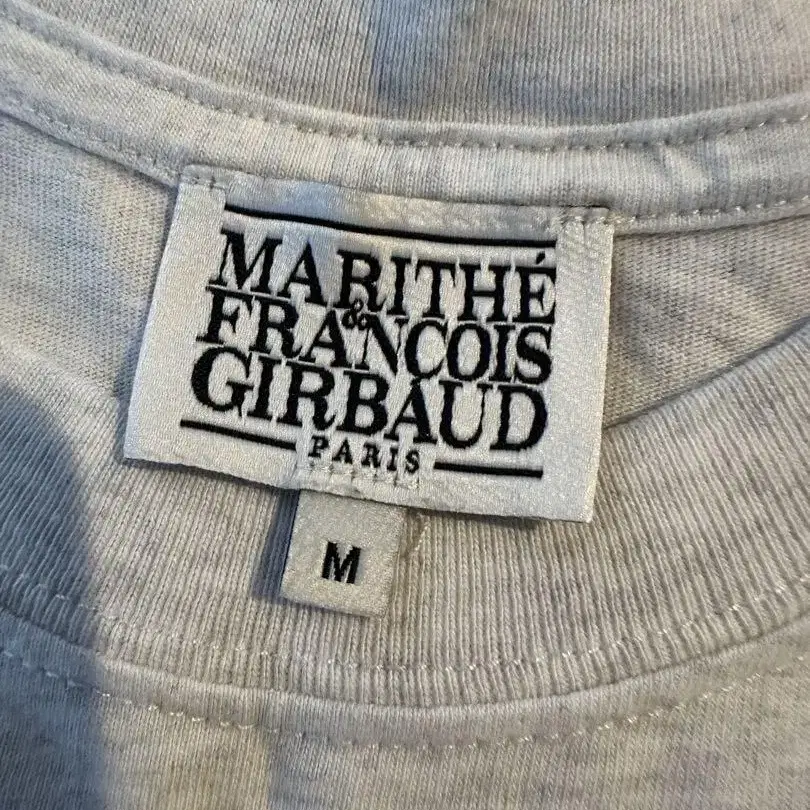 MARITHÉ
&
FRANCOIS
GIRBAUD
PARIS
M